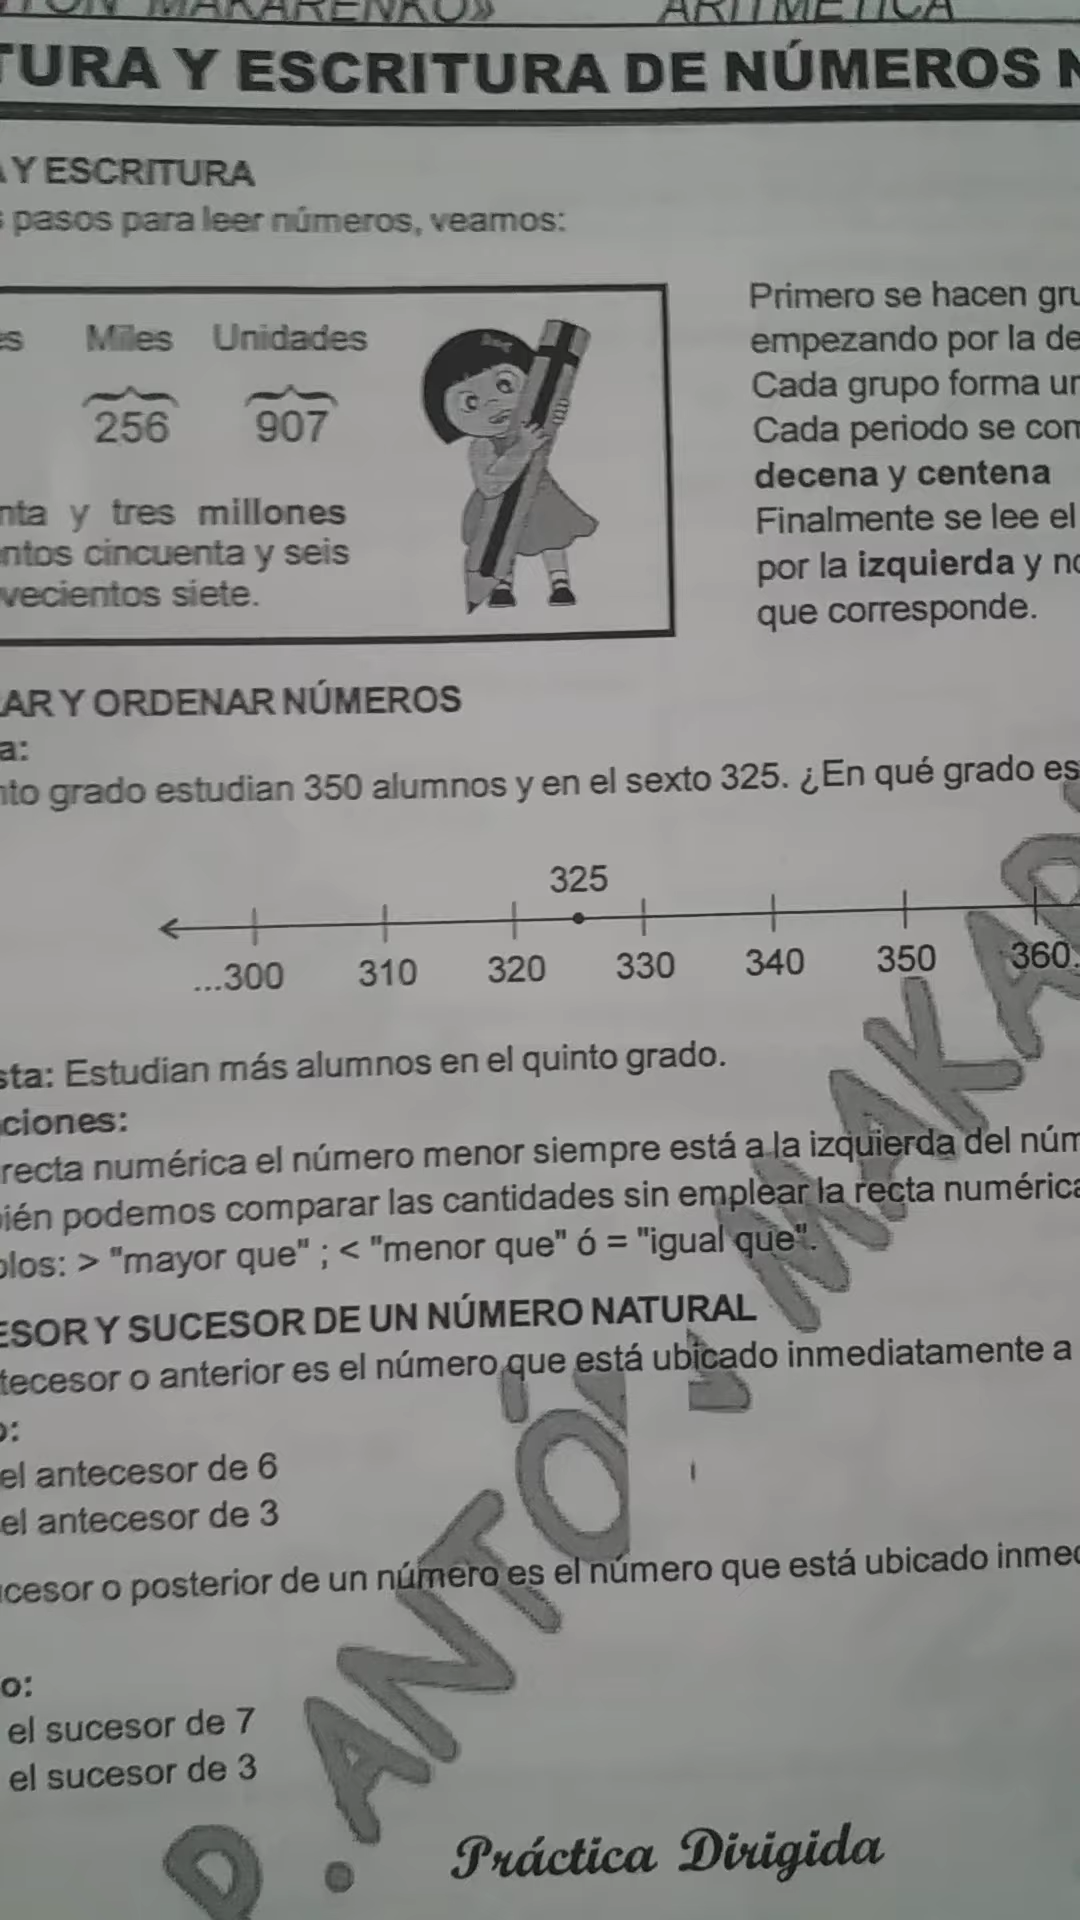 MAKARENKO» ARITMÉTICA
TURA Y ESCRITURA DE NÚMEROS N
A Y ESCRITURA
s pasos para leer números, veamos:
es Miles Unidades
256 907
nta y tres millones
entos cincuenta y seis
vecientos siete.
Primero se hacen gru
empezando por la de
Cada grupo forma un
Cada periodo se com
decena y centena
Finalmente se lee el
por la izquierda y no
que corresponde.
AR Y ORDENAR NÚMEROS
a:
nto grado estudian 350 alumnos y en el sexto 325. ¿En qué grado es
325
...300 310 320 330 340 350 360.
sta: Estudian más alumnos en el quinto grado.
ciones:
recta numérica el número menor siempre está a la izquierda del núm
bién podemos comparar las cantidades sin emplear la recta numérica
olos: > "mayor que" ; < "menor que" ó = "igual que".
ESOR Y SUCESOR DE UN NÚMERO NATURAL
tecesor o anterior es el número que está ubicado inmediatamente a
o:
el antecesor de 6
el antecesor de 3
cesor o posterior de un número es el número que está ubicado inmed
o:
el sucesor de 7
el sucesor de 3
P. ANTÓN MAKAR
Práctica Dirigida